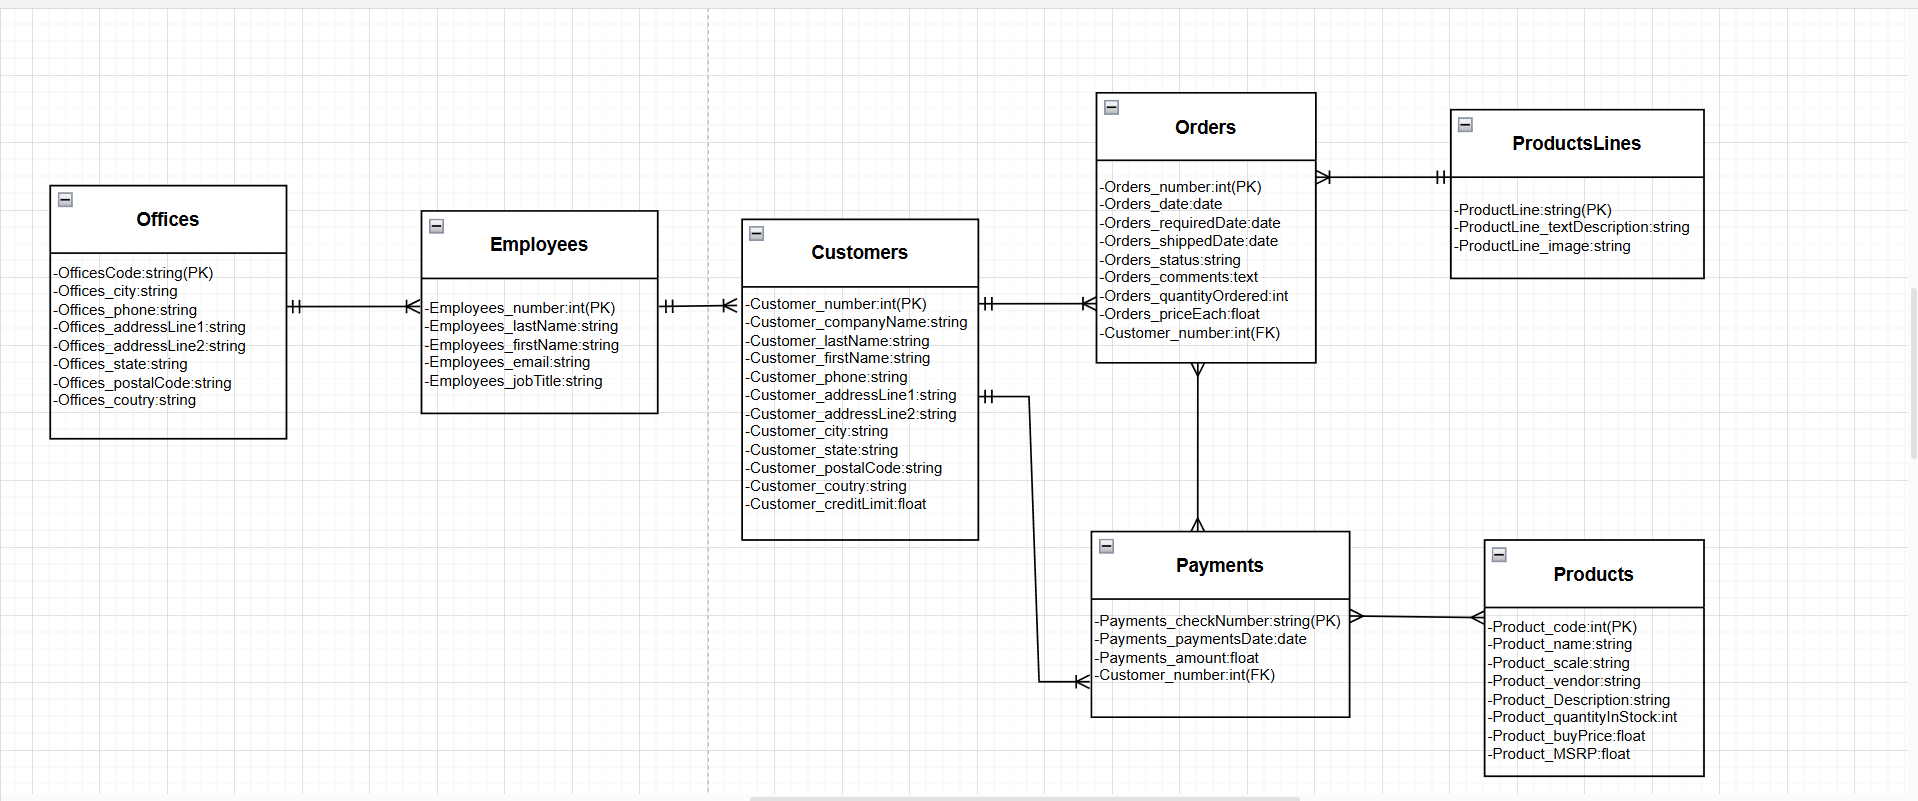 Offices
-OfficesCode:string(PK)
-Offices_city:string
-Offices_phone:string
-Offices_addressLine1:string
-Offices_addressLine2:string
-Offices_state:string
-Offices_postalCode:string
-Offices_coutry:string
Employees
-Employees_number:int(PK)
-Employees_lastName:string
-Employees_firstName:string
-Employees_email:string
-Employees_jobTitle:string
Customers
-Customer_number:int(PK)
-Customer_companyName:string
-Customer_lastName:string
-Customer_firstName:string
-Customer_phone:string
-Customer_addressLine1:string
-Customer_addressLine2:string
-Customer_city:string
-Customer_state:string
-Customer_postalCode:string
-Customer_coutry:string
-Customer_creditLimit:float
Orders
-Orders_number:int(PK)
-Orders_date:date
-Orders_requiredDate:date
-Orders_shippedDate:date
-Orders_status:string
-Orders_comments:text
-Orders_quantityOrdered:int
-Orders_priceEach:float
-Customer_number:int(FK)
ProductsLines
-ProductLine:string(PK)
-ProductLine_textDescription:string
-ProductLine_image:string
Payments
-Payments_checkNumber:string(PK)
-Payments_paymentsDate:date
-Payments_amount:float
-Customer_number:int(FK)
Products
-Product_code:int(PK)
-Product_name:string
-Product_scale:string
-Product_vendor:string
-Product_Description:string
-Product_quantityInStock:int
-Product_buyPrice:float
-Product_MSRP:float